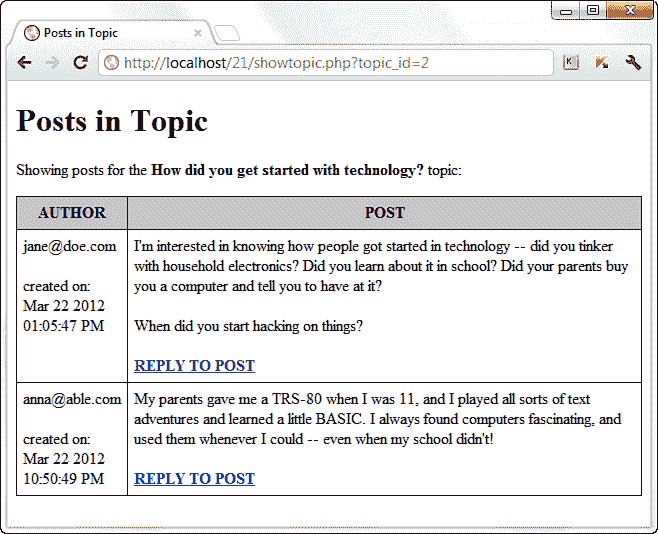 Posts in Topic
http://localhost/21/showtopic.php?topic_id=2
K
Posts in Topic
Showing posts for the How did you get started with technology? topic:
AUTHOR POST
jane@doe.com
created on:
Mar 22 2012
01:05:47 PM
I'm interested in knowing how people got started in technology -- did you tinker
with household electronics? Did you learn about it in school? Did your parents buy
you a computer and tell you to have at it?
When did you start hacking on things?
REPLY TO POST
anna@able.com
created on:
Mar 22 2012
10:50:49 PM
My parents gave me a TRS-80 when I was 11, and I played all sorts of text
adventures and learned a little BASIC. I always found computers fascinating, and
used them whenever I could -- even when my school didn't!
REPLY TO POST